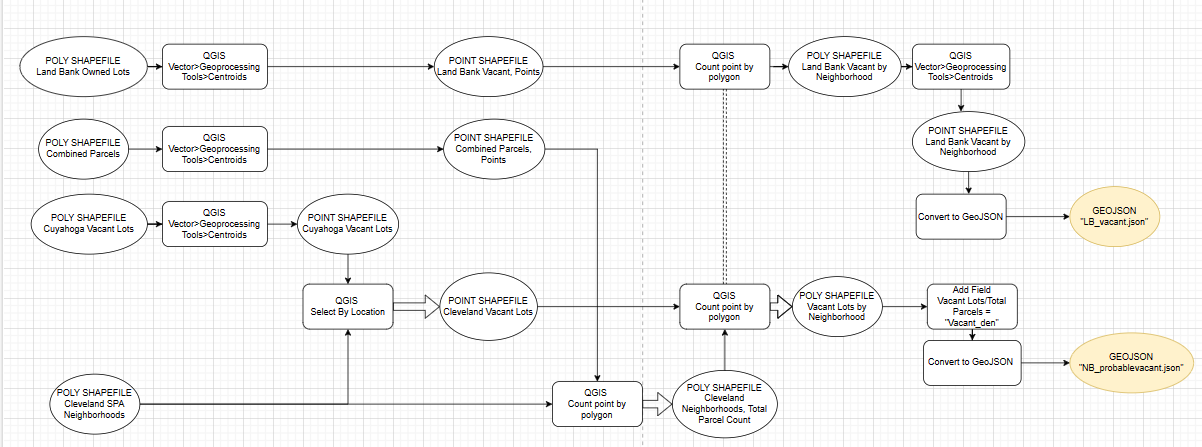 POLY SHAPEFILE
Land Bank Owned Lots
QGIS
Vector>Geoprocessing
Tools>Centroids
POINT SHAPEFILE
Land Bank Vacant, Points
QGIS
Count point by
polygon
POLY SHAPEFILE
Land Bank Vacant by
Neighborhood
QGIS
Vector>Geoprocessing
Tools>Centroids
POLY SHAPEFILE
Combined Parcels
QGIS
Vector>Geoprocessing
Tools>Centroids
POINT SHAPEFILE
Combined Parcels,
Points
POINT SHAPEFILE
Land Bank Vacant by
Neighborhood
POLY SHAPEFILE
Cuyahoga Vacant Lots
QGIS
Vector>Geoprocessing
Tools>Centroids
POINT SHAPEFILE
Cuyahoga Vacant Lots
Convert to GeoJSON
GEOJSON
"LB_vacant.json"
QGIS
Select By Location
POINT SHAPEFILE
Cleveland Vacant Lots
QGIS
Count point by
polygon
POLY SHAPEFILE
Vacant Lots by
Neighborhood
Add Field
Vacant Lots/Total
Parcels =
"Vacant_den"
Convert to GeoJSON
GEOJSON
"NB_probablevacant.json"
POLY SHAPEFILE
Cleveland SPA
Neighborhoods
QGIS
Count point by
polygon
POLY SHAPEFILE
Cleveland
Neighborhoods, Total
Parcel Count